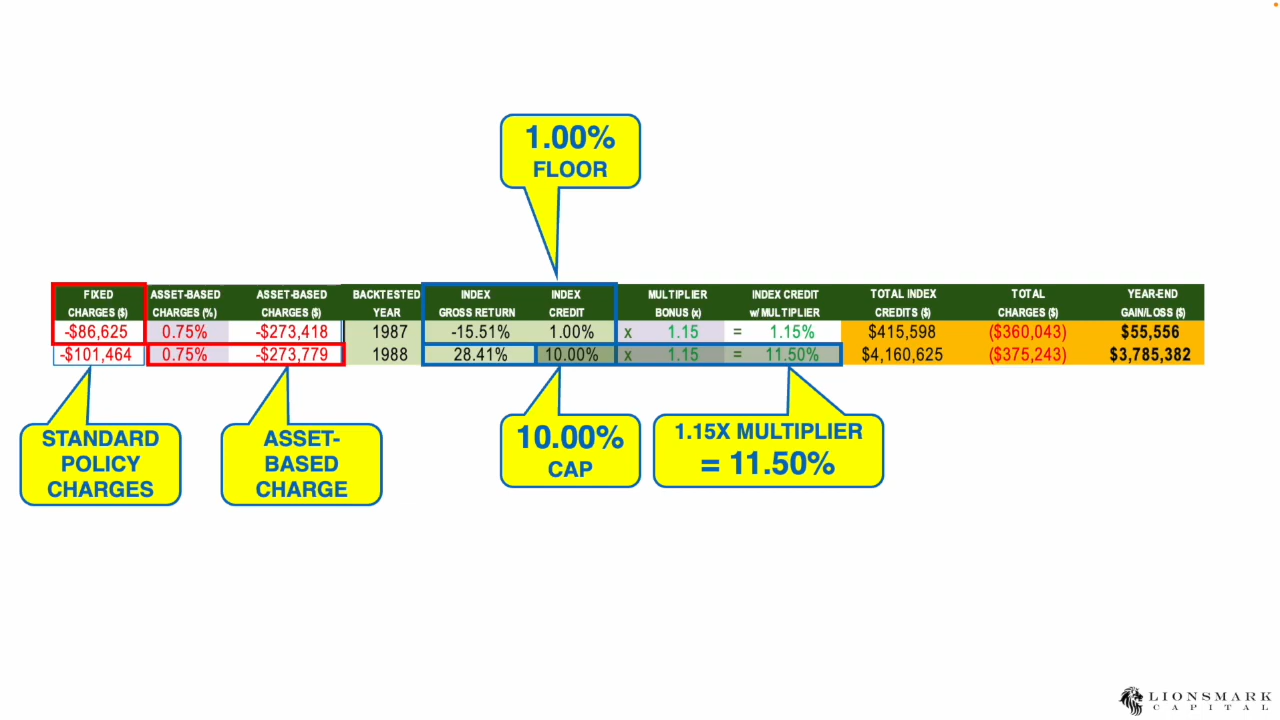 1.00%
FLOOR
FIXED ASSET-BASED ASSET-BASED BACKTESTED INDEX INDEX MULTIPLIER INDEX CREDIT TOTAL INDEX TOTAL YEAR-END
CHARGES ($) CHARGES (%) CHARGES ($) YEAR GROSS RETURN CREDIT BONUS (x) w/ MULTIPLIER CREDITS ($) CHARGES ($) GAIN/LOSS ($)
-$86,625 0.75% -$273,418 1987 -15.51% 1.00% x 1.15 = 1.15% $415,598 ($360,043) $55,556
-$101,464 0.75% -$273,779 1988 28.41% 10.00% x 1.15 = 11.50% $4,160,625 ($375,243) $3,785,382
STANDARD
POLICY
CHARGES
ASSET-
BASED
CHARGE
10.00%
CAP
1.15X MULTIPLIER
= 11.50%
LIONSMARK
CAPITAL